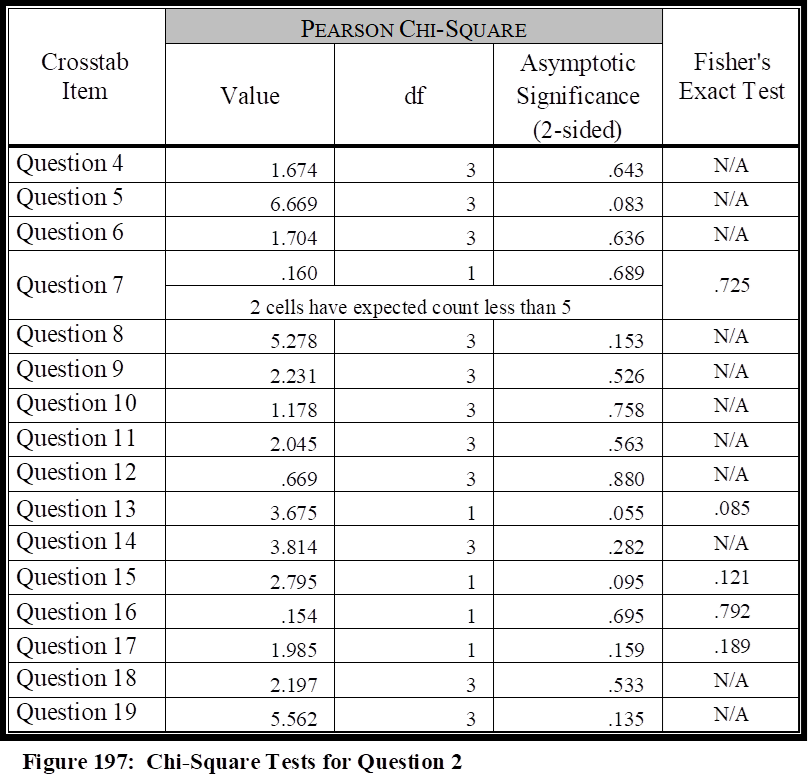 Crosstab Item
PEARSON CHI-SQUARE
Fisher's Exact Test
Value
df
Asymptotic Significance (2-sided)
Question 4 1.674 3 .643 N/A
Question 5 6.669 3 .083 N/A
Question 6 1.704 3 .636 N/A
Question 7 .160 1 .689 .725
2 cells have expected count less than 5
Question 8 5.278 3 .153 N/A
Question 9 2.231 3 .526 N/A
Question 10 1.178 3 .758 N/A
Question 11 2.045 3 .563 N/A
Question 12 .669 3 .880 N/A
Question 13 3.675 1 .055 .085
Question 14 3.814 3 .282 N/A
Question 15 2.795 1 .095 .121
Question 16 .154 1 .695 .792
Question 17 1.985 1 .159 .189
Question 18 2.197 3 .533 N/A
Question 19 5.562 3 .135 N/A
Figure 197: Chi-Square Tests for Question 2